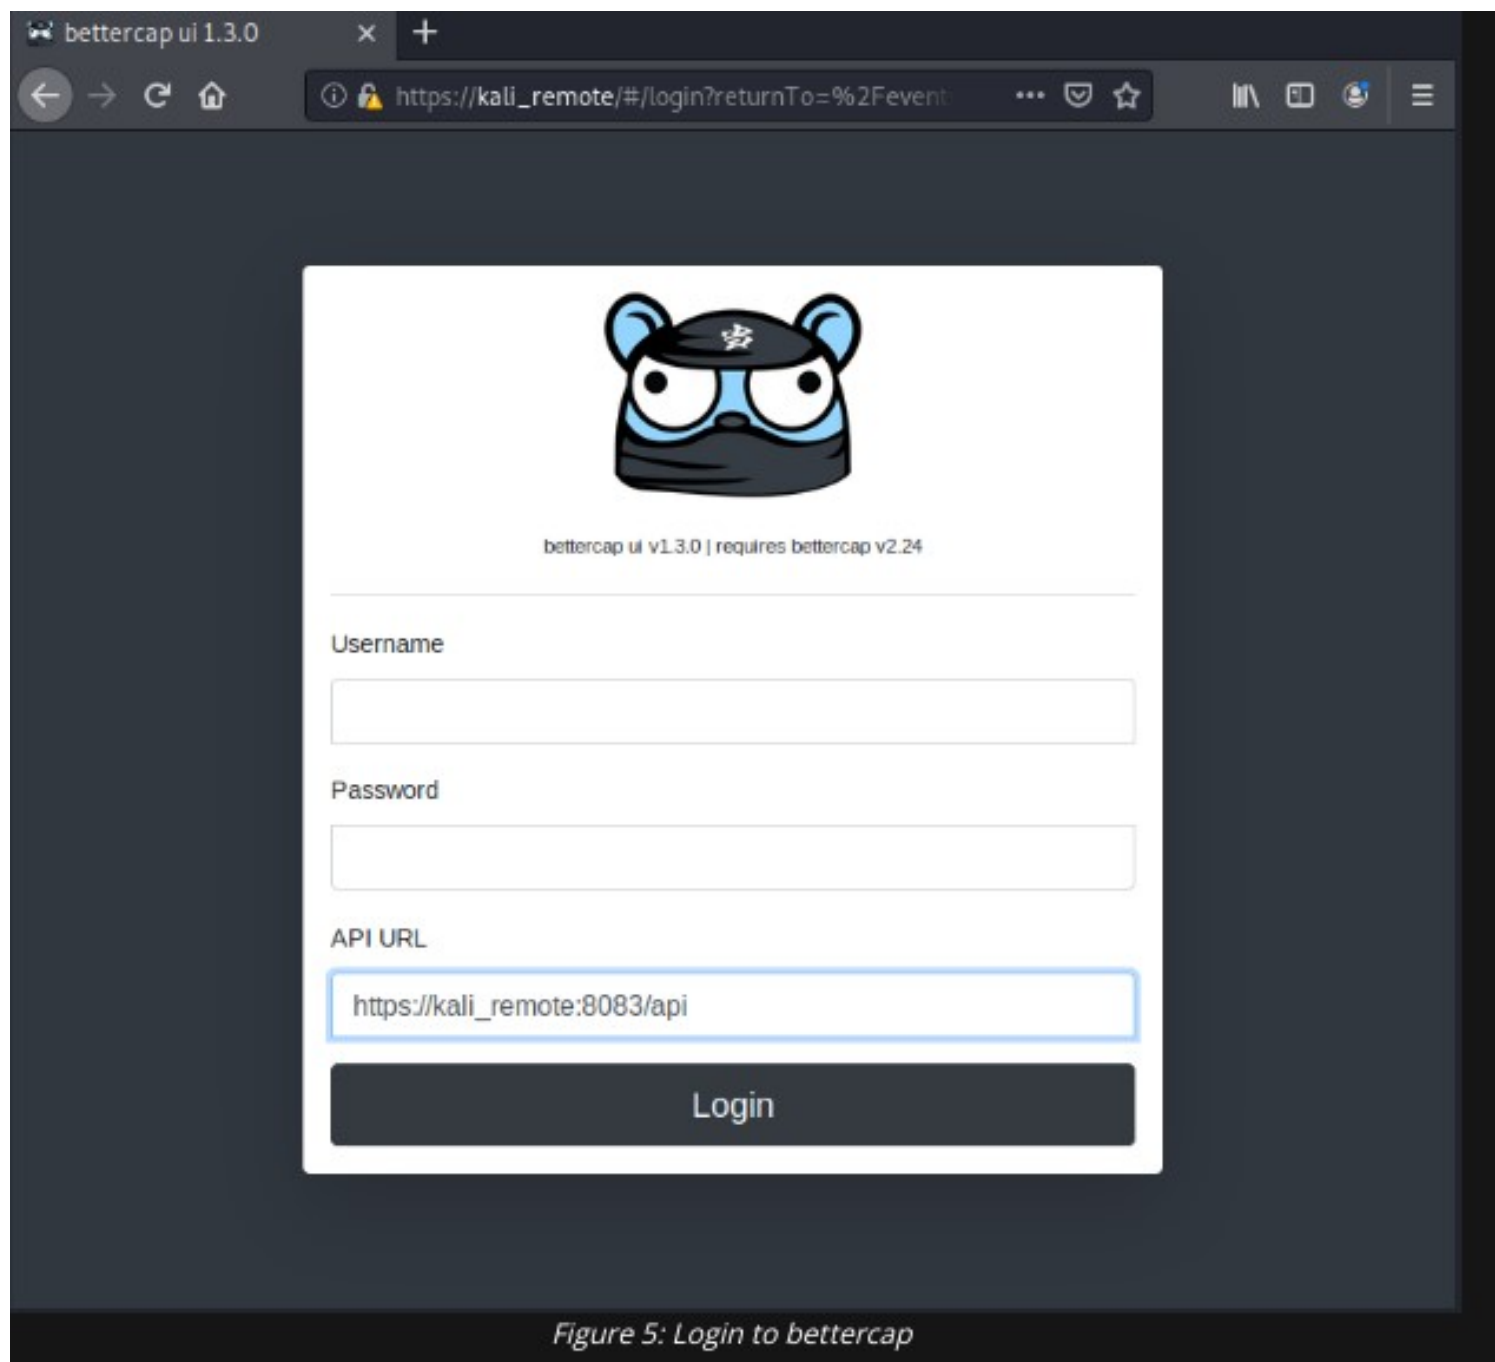 bettercap ui 1.3.0
https://kali_remote/#/login?returnTo=%2Fevent
bettercap ui v1.3.0 | requires bettercap v2.24
Username
Password
API URL
https://kali_remote:8083/api
Login
Figure 5: Login to bettercap